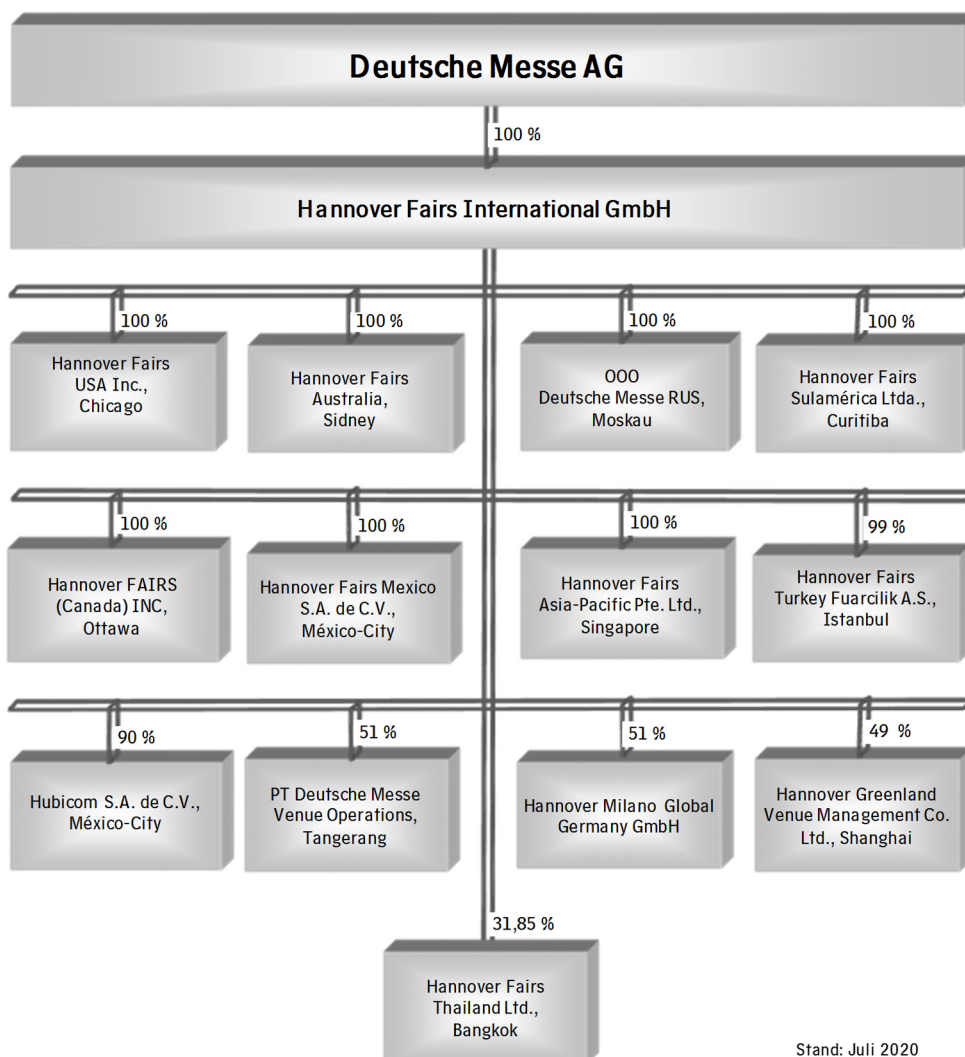 Deutsche Messe AG
100 %
Hannover Fairs International GmbH
100 %
Hannover Fairs
USA Inc.,
Chicago
100 %
Hannover Fairs
Australia,
Sidney
100 %
OOO
Deutsche Messe RUS,
Moskau
100 %
Hannover Fairs
Sulamérica Ltda.,
Curitiba
100 %
Hannover FAIRS
(Canada) INC,
Ottawa
100 %
Hannover Fairs Mexico
S.A. de C.V.,
México-City
100 %
Hannover Fairs
Asia-Pacific Pte. Ltd.,
Singapore
99 %
Hannover Fairs
Turkey Fuarcilik A.S.,
Istanbul
90 %
Hubicom S.A. de C.V.,
México-City
51 %
PT Deutsche Messe
Venue Operations,
Tangerang
51 %
Hannover Milano Global
Germany GmbH
49 %
Hannover Greenland
Venue Management Co.
Ltd., Shanghai
31,85 %
Hannover Fairs
Thailand Ltd.,
Bangkok
Stand: Juli 2020